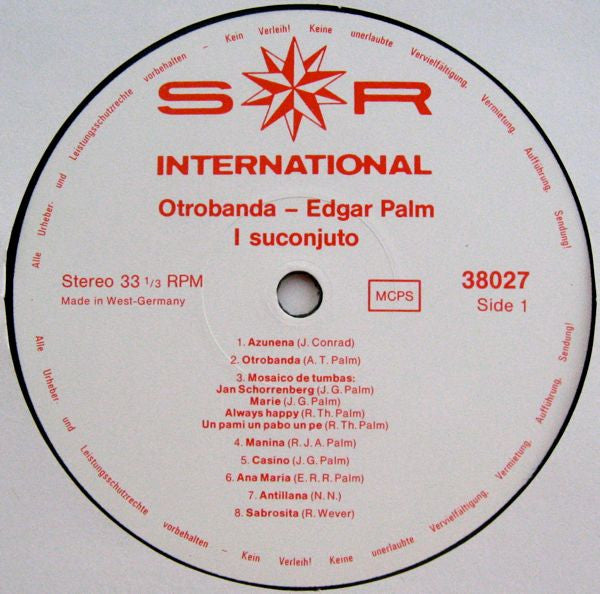 Alle Urheber- und Leistungsschutzrechte vorbehalten - Kein Verleih! Keine unerlaubte Vervielfältigung, Vermietung, Aufführung, Sendung!
S R
INTERNATIONAL
Otrobanda – Edgar Palm
I suconjuto
Stereo 33 1/3 RPM
Made in West-Germany
MCPS
38027
Side 1
1. Azunena (J. Conrad)
2. Otrobanda (A. T. Palm)
3. Mosaico de tumbas:
Jan Schorrenberg (J. G. Palm)
Marie (J. G. Palm)
Always happy (R. Th. Palm)
Un pami un pabo un pe (R. Th. Palm)
4. Manina (R. J. A. Palm)
5. Casino (J. G. Palm)
6. Ana Maria (E. R. R. Palm)
7. Antillana (N. N.)
8. Sabrosita (R. Wever)
Alle Urheber- und Leistungsschutzrechte vorbehalten - Kein Verleih! Keine unerlaubte Vervielfältigung, Vermietung, Aufführung, Sendung!